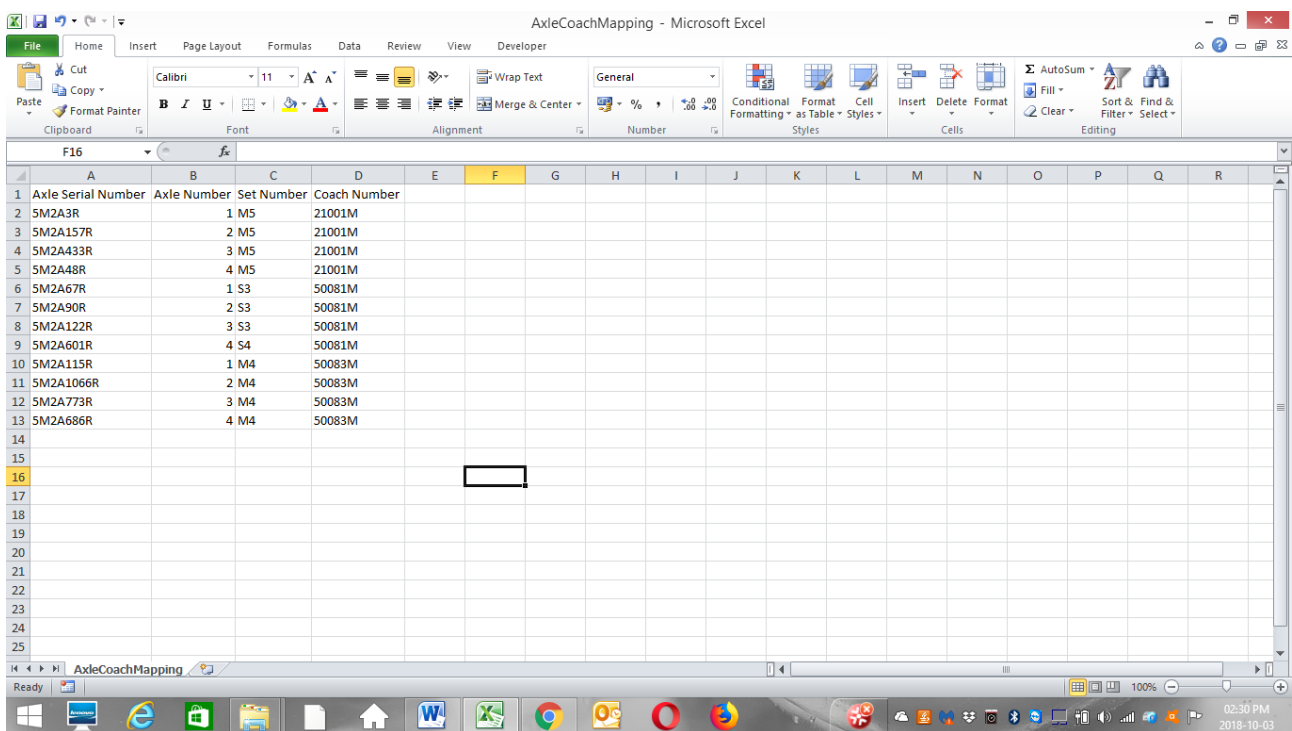 AxleCoachMapping - Microsoft Excel
File Home Insert Page Layout Formulas Data Review View Developer
Paste
Cut
Copy
Format Painter
Clipboard
Calibri 11
B I U
Font
Wrap Text
Merge & Center
Alignment
General
% , .00 .0
Number
Conditional Formatting
Format as Table
Cell Styles
Styles
Insert Delete Format
Cells
Σ AutoSum
Fill
Clear
Sort & Filter
Find & Select
Editing
F16 fx
A B C D E F G H I J K L M N O P Q R
1 Axle Serial Number Axle Number Set Number Coach Number
2 5M2A3R 1 M5 21001M
3 5M2A157R 2 M5 21001M
4 5M2A433R 3 M5 21001M
5 5M2A48R 4 M5 21001M
6 5M2A67R 1 S3 50081M
7 5M2A90R 2 S3 50081M
8 5M2A122R 3 S3 50081M
9 5M2A601R 4 S4 50081M
10 5M2A115R 1 M4 50083M
11 5M2A1066R 2 M4 50083M
12 5M2A773R 3 M4 50083M
13 5M2A686R 4 M4 50083M
14
15
16
17
18
19
20
21
22
23
24
25
AxleCoachMapping
Ready 100%
02:30 PM
2018-10-03